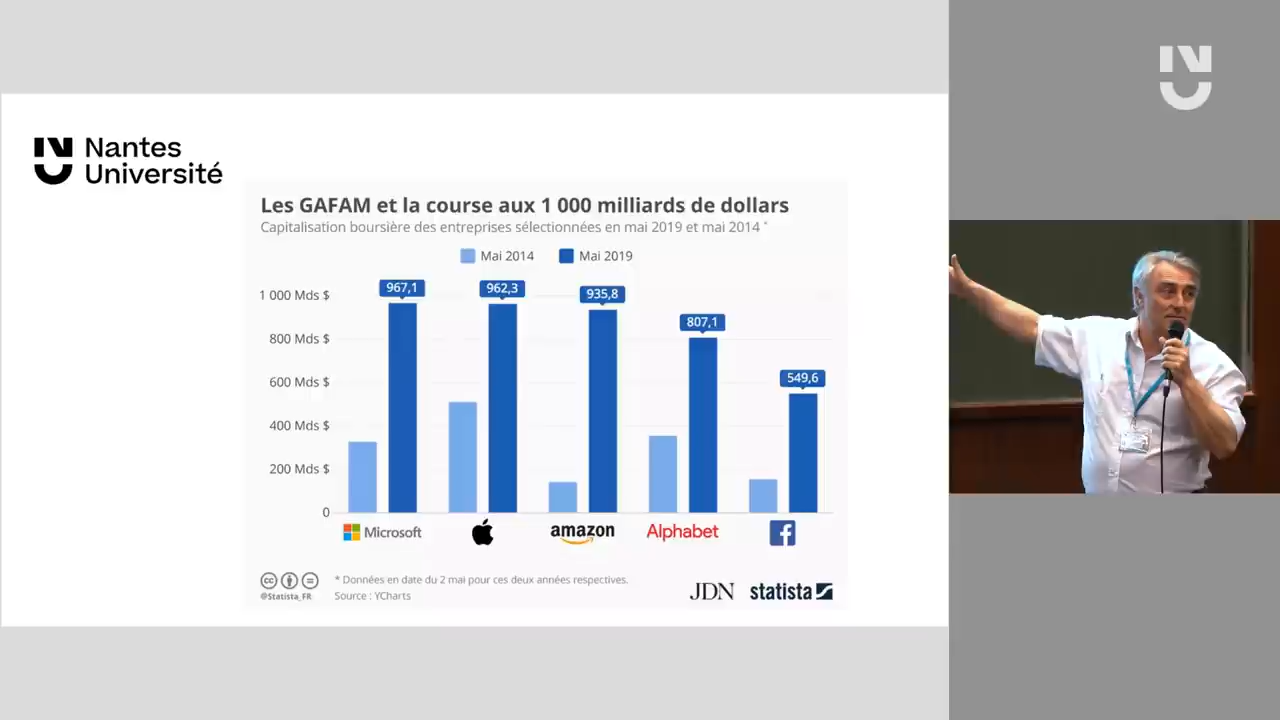 Nantes
Université
Les GAFAM et la course aux 1 000 milliards de dollars
Capitalisation boursière des entreprises sélectionnées en mai 2019 et mai 2014 *
Mai 2014 Mai 2019
1 000 Mds $
800 Mds $
600 Mds $
400 Mds $
200 Mds $
0
967,1
962,3
935,8
807,1
549,6
Microsoft
amazon
Alphabet
f
* Données en date du 2 mai pour ces deux années respectives.
@Statista_FR
Source : YCharts
JDN statista